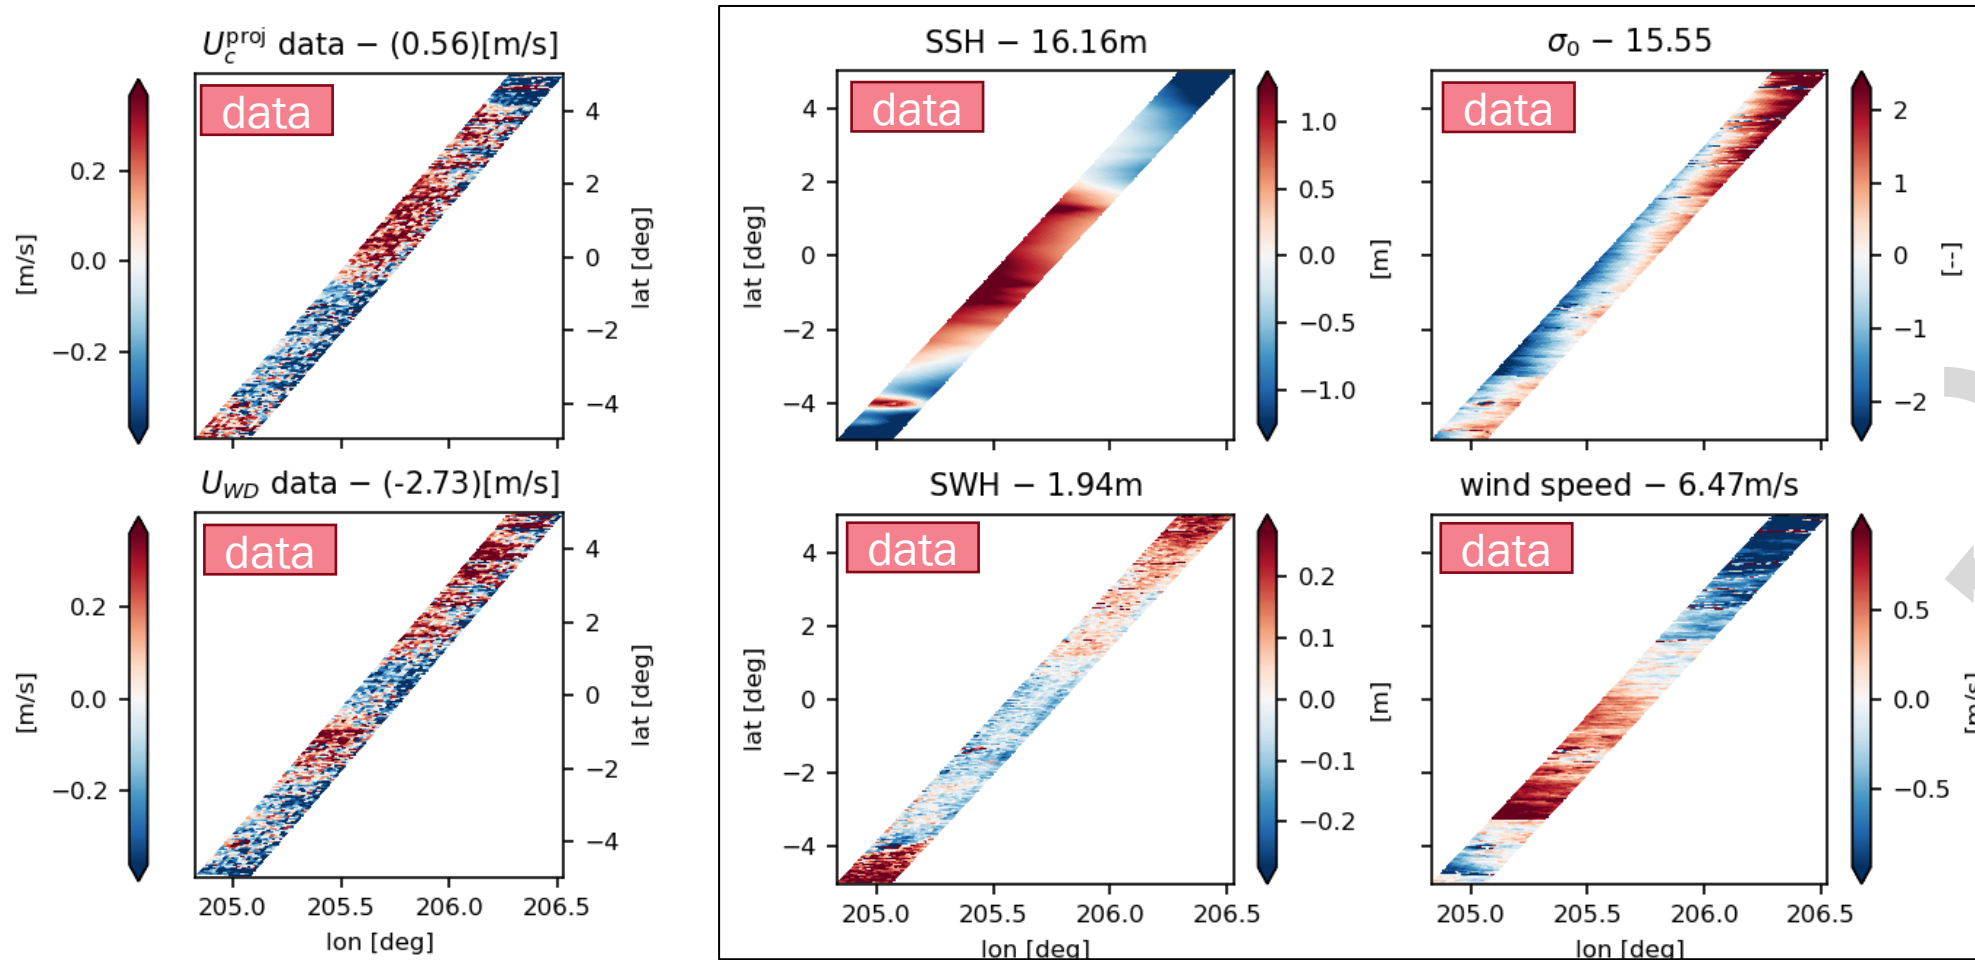 U_c^proj data − (0.56)[m/s]
data
[m/s]
0.2
0.0
−0.2
4
2
0
−2
−4
lat [deg]
U_WD data − (-2.73)[m/s]
data
[m/s]
0.2
0.0
−0.2
4
2
0
−2
−4
lat [deg]
205.0 205.5 206.0 206.5
lon [deg]
SSH − 16.16m
data
lat [deg]
4
2
0
−2
−4
1.0
0.5
0.0
−0.5
−1.0
[m]
σ₀ − 15.55
data
2
1
0
−1
−2
[--]
SWH − 1.94m
data
lat [deg]
4
2
0
−2
−4
0.2
0.1
0.0
−0.1
−0.2
[m]
205.0 205.5 206.0 206.5
lon [deg]
wind speed − 6.47m/s
data
0.5
0.0
−0.5
[m/s]
205.0 205.5 206.0 206.5
lon [deg]